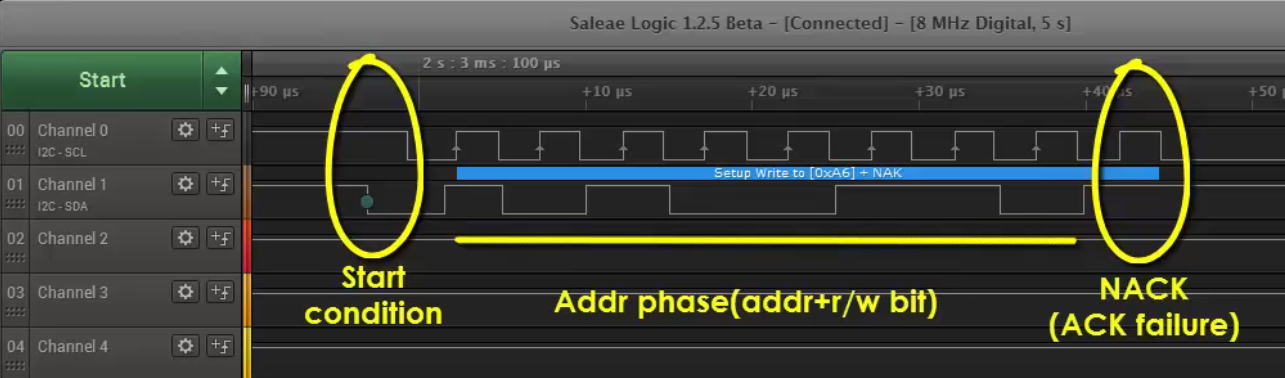 Saleae Logic 1.2.5 Beta - [Connected] - [8 MHz Digital, 5 s]
Start
2 s : 3 ms : 100 µs
+90 µs +10 µs +20 µs +30 µs +40 µs +50
00 Channel 0
I2C - SCL
Setup Write to [0xA6] + NAK
01 Channel 1
I2C - SDA
02 Channel 2
Start
condition
Addr phase(addr+r/w bit)
NACK
(ACK failure)
03 Channel 3
04 Channel 4